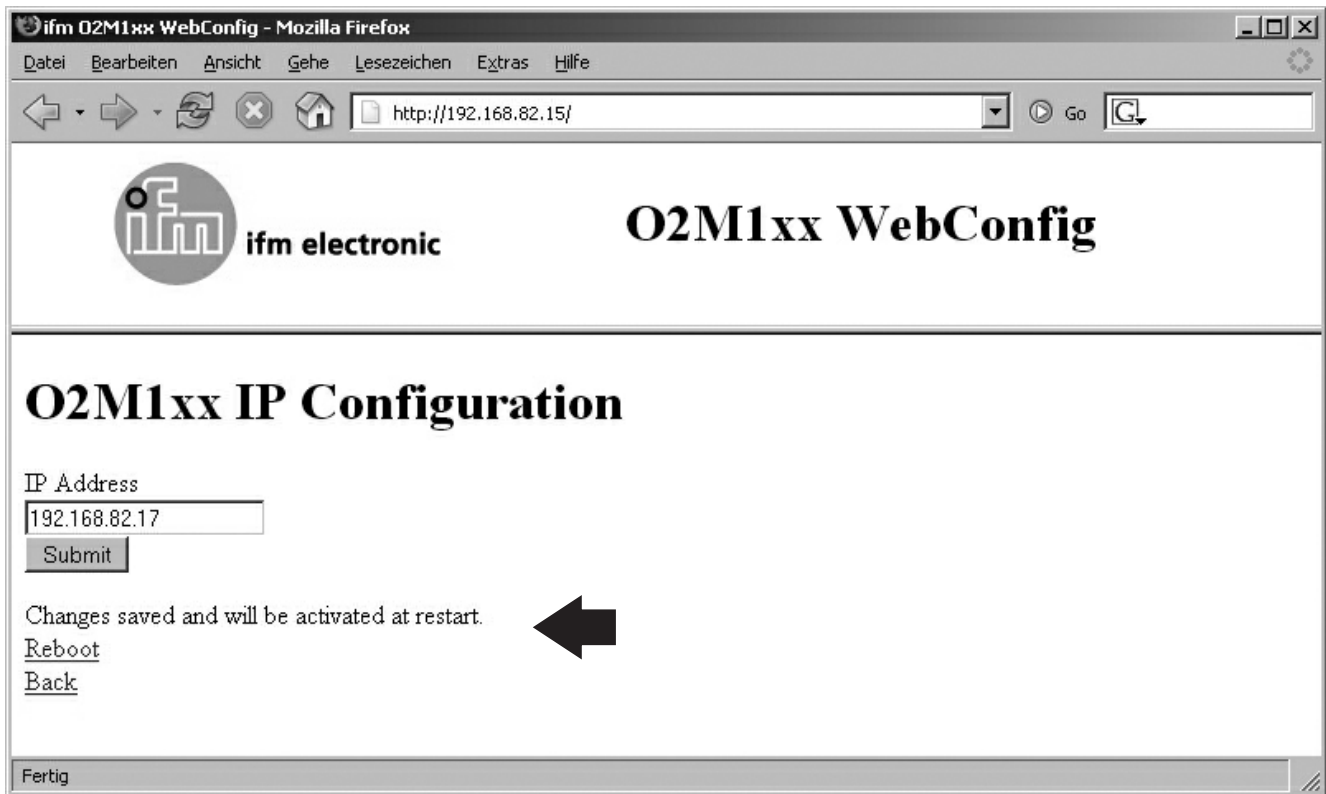 ifm O2M1xx WebConfig - Mozilla Firefox
Datei Bearbeiten Ansicht Gehe Lesezeichen Extras Hilfe
http://192.168.82.15/ Go G
ifm ifm electronic
O2M1xx WebConfig
O2M1xx IP Configuration
IP Address
192.168.82.17
Submit
Changes saved and will be activated at restart.
Reboot
Back
Fertig